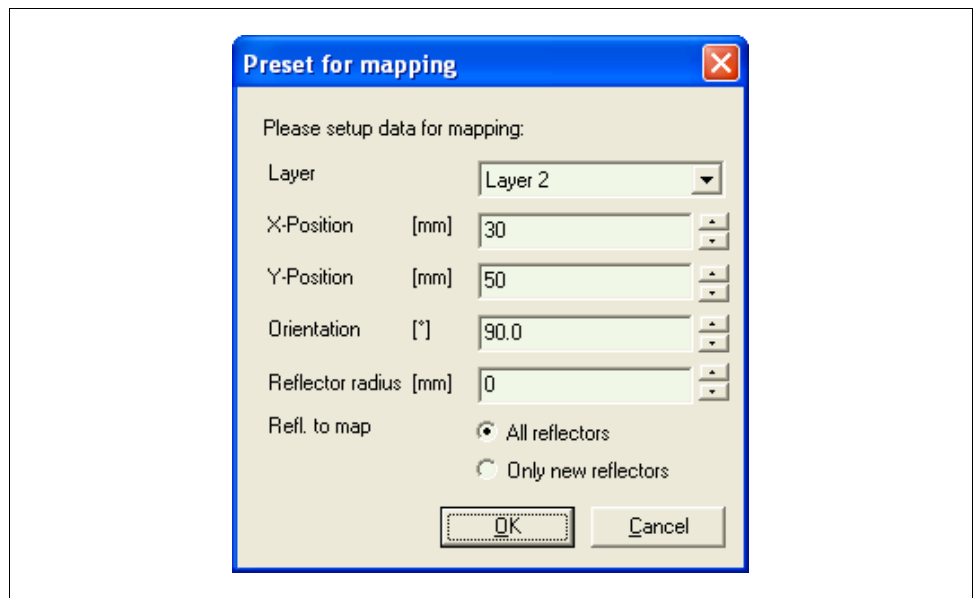 Preset for mapping
Please setup data for mapping:
Layer Layer 2
X-Position [mm] 30
Y-Position [mm] 50
Orientation [°] 90.0
Reflector radius [mm] 0
Refl. to map All reflectors
Only new reflectors
OK Cancel